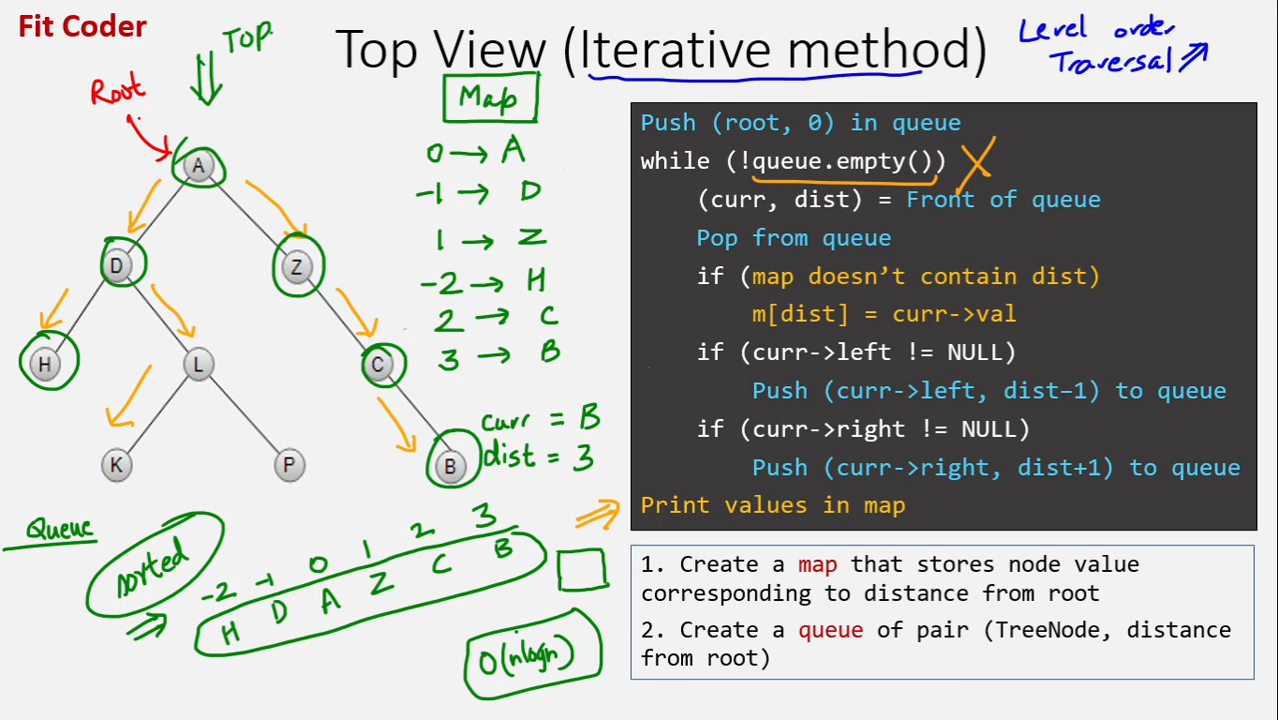 Fit Coder
TOP
Top View (Iterative method)
Level order
Traversal
Root
Map
0 → A
-1 → D
1 → Z
-2 → H
2 → C
3 → B
A
D
Z
H
L
C
K
P
B
curr = B
dist = 3
Push (root, 0) in queue
while (!queue.empty())
(curr, dist) = Front of queue
Pop from queue
if (map doesn’t contain dist)
m[dist] = curr->val
if (curr->left != NULL)
Push (curr->left, dist–1) to queue
if (curr->right != NULL)
Push (curr->right, dist+1) to queue
Print values in map
Queue
sorted
-2 -1 0 1 2 3
H D A Z C B
O(nlogn)
1. Create a map that stores node value
corresponding to distance from root
2. Create a queue of pair (TreeNode, distance
from root)